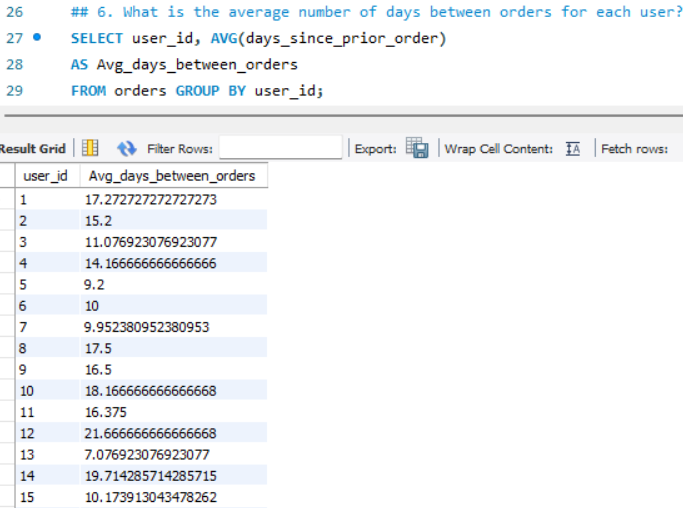 26 ## 6. What is the average number of days between orders for each user?
27 SELECT user_id, AVG(days_since_prior_order)
28 AS Avg_days_between_orders
29 FROM orders GROUP BY user_id;
Result Grid Filter Rows: Export: Wrap Cell Content: IA Fetch rows:
user_id Avg_days_between_orders
1 17.272727272727273
2 15.2
3 11.076923076923077
4 14.166666666666666
5 9.2
6 10
7 9.952380952380953
8 17.5
9 16.5
10 18.166666666666668
11 16.375
12 21.666666666666668
13 7.076923076923077
14 19.714285714285715
15 10.173913043478262